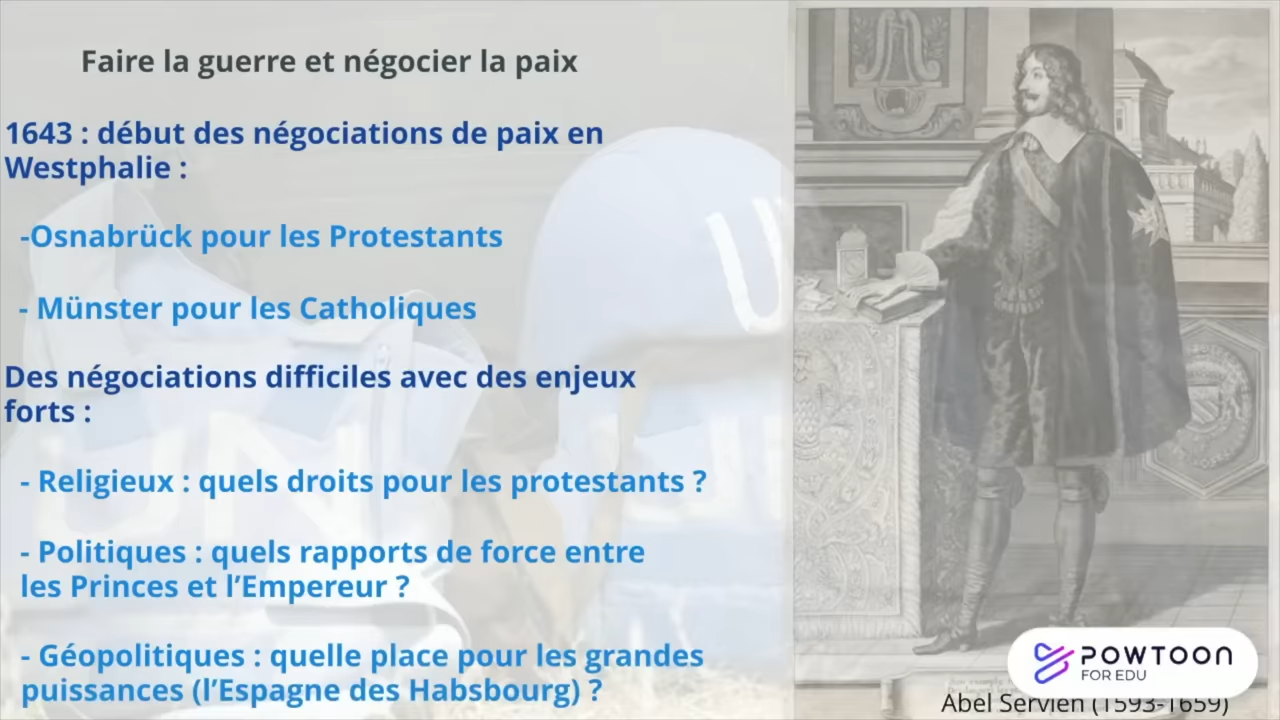 Faire la guerre et négocier la paix
1643 : début des négociations de paix en
Westphalie :
-Osnabrück pour les Protestants
- Münster pour les Catholiques
Des négociations difficiles avec des enjeux
forts :
- Religieux : quels droits pour les protestants ?
- Politiques : quels rapports de force entre
les Princes et l’Empereur ?
- Géopolitiques : quelle place pour les grandes
puissances (l’Espagne des Habsbourg) ?
UN
POWTOON
FOR EDU
Abel Servien (1593-1659)